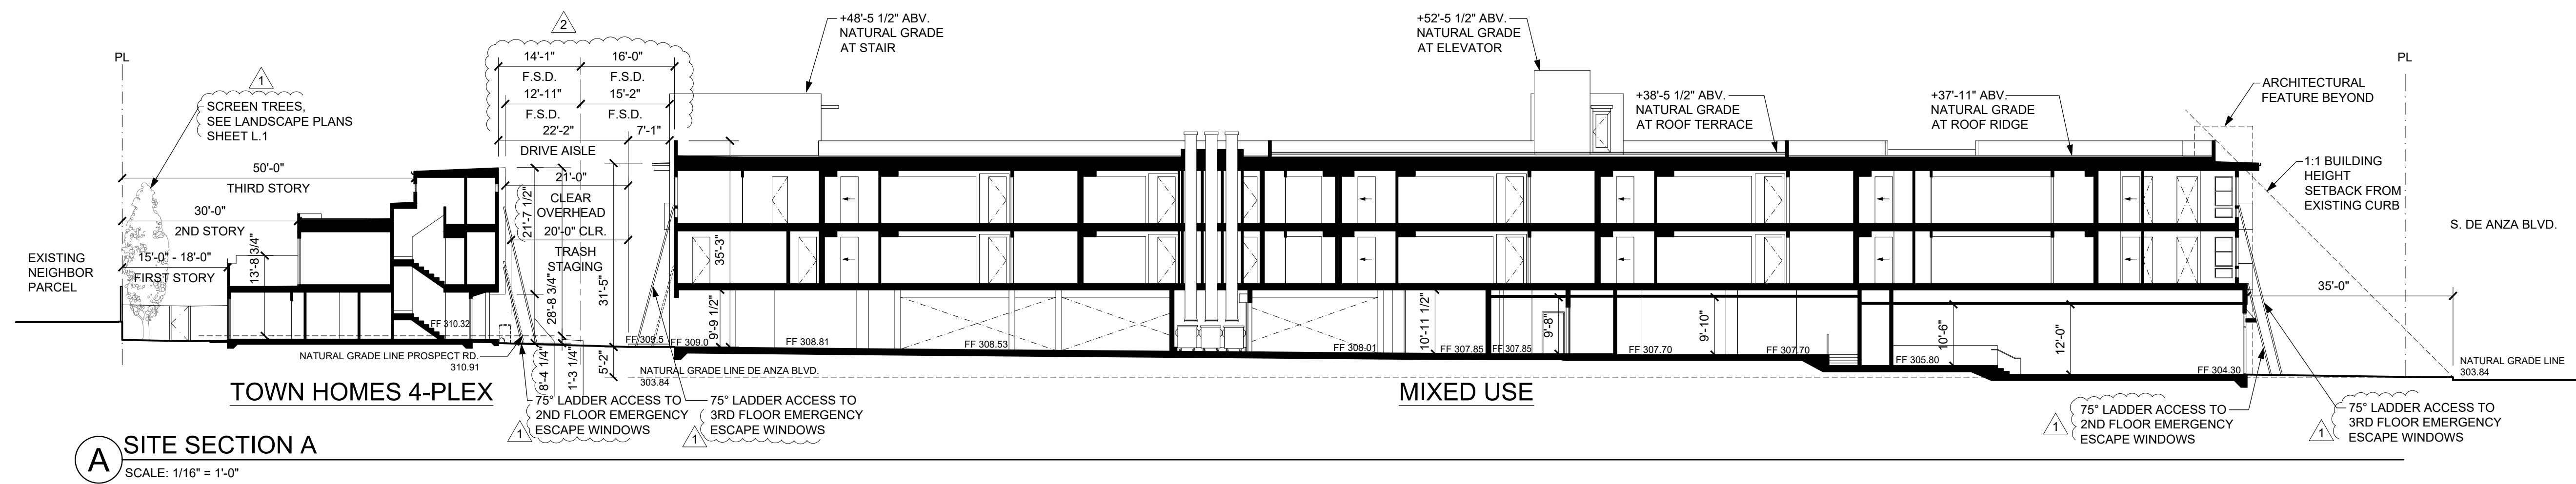 2
14'-1"
16'-0"
F.S.D.
F.S.D.
12'-11"
15'-2"
F.S.D.
F.S.D.
22'-2"
7'-1"
DRIVE AISLE
21'-0"
CLEAR
OVERHEAD
20'-0" CLR.
TRASH
STAGING
+48'-5 1/2" ABV.
NATURAL GRADE
AT STAIR
+52'-5 1/2" ABV.
NATURAL GRADE
AT ELEVATOR
+38'-5 1/2" ABV.
NATURAL GRADE
AT ROOF TERRACE
+37'-11" ABV.
NATURAL GRADE
AT ROOF RIDGE
ARCHITECTURAL
FEATURE BEYOND
1:1 BUILDING
HEIGHT
SETBACK FROM
EXISTING CURB
PL
PL
1
SCREEN TREES,
SEE LANDSCAPE PLANS
SHEET L.1
50'-0"
THIRD STORY
30'-0"
2ND STORY
15'-0" - 18'-0"
FIRST STORY
13'-8 3/4"
EXISTING
NEIGHBOR
PARCEL
21'-7 1/2"
28'-8 3/4"
31'-5"
8'-4 1/4"
1'-3 1/4"
5'-2"
35'-3"
9'-9 1/2"
10'-11 1/2"
9'-8"
9'-10"
10'-6"
12'-0"
35'-0"
S. DE ANZA BLVD.
FF 310.32
FF 309.5
FF 309.0
FF 308.81
FF 308.53
FF 308.01
FF 307.85
FF 307.85
FF 307.70
FF 307.70
FF 305.80
FF 304.30
NATURAL GRADE LINE PROSPECT RD.
310.91
NATURAL GRADE LINE DE ANZA BLVD.
303.84
NATURAL GRADE LINE
303.84
TOWN HOMES 4-PLEX
MIXED USE
75° LADDER ACCESS TO
2ND FLOOR EMERGENCY
ESCAPE WINDOWS
1
75° LADDER ACCESS TO
3RD FLOOR EMERGENCY
ESCAPE WINDOWS
1
75° LADDER ACCESS TO
2ND FLOOR EMERGENCY
ESCAPE WINDOWS
1
75° LADDER ACCESS TO
3RD FLOOR EMERGENCY
ESCAPE WINDOWS
1
A
SITE SECTION A
SCALE: 1/16" = 1'-0"